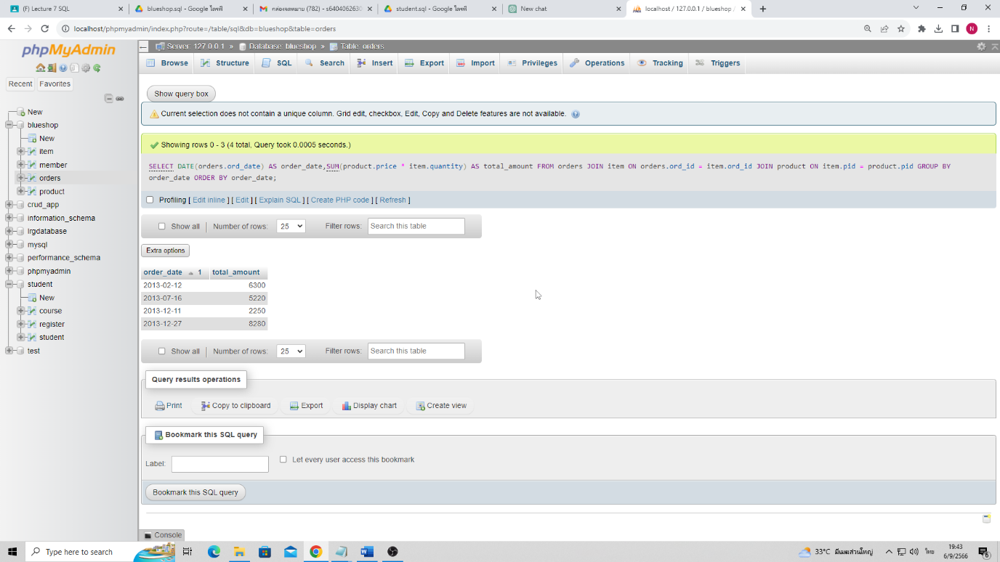 (F) Lecture 7 SQL
blueshop.sql - Google ไดรฟ์
กล่องจดหมาย (782) - s6404062630
student.sql - Google ไดรฟ์
New chat
localhost / 127.0.0.1 / blueshop /
localhost/phpmyadmin/index.php?route=/table/sql&db=blueshop&table=orders
N
phpMyAdmin
Recent Favorites
New
blueshop
New
item
member
orders
product
crud_app
information_schema
lrgdatabase
mysql
performance_schema
phpmyadmin
student
New
course
register
student
test
Server: 127.0.0.1 » Database: blueshop » Table: orders
Browse Structure SQL Search Insert Export Import Privileges Operations Tracking Triggers
Show query box
Current selection does not contain a unique column. Grid edit, checkbox, Edit, Copy and Delete features are not available.
Showing rows 0 - 3 (4 total, Query took 0.0005 seconds.)
SELECT DATE(orders.ord_date) AS order_date,SUM(product.price * item.quantity) AS total_amount FROM orders JOIN item ON orders.ord_id = item.ord_id JOIN product ON item.pid = product.pid GROUP BY
order_date ORDER BY order_date;
Profiling [ Edit inline ] [ Edit ] [ Explain SQL ] [ Create PHP code ] [ Refresh ]
Show all Number of rows: 25 Filter rows: Search this table
Extra options
order_date 1 total_amount
2013-02-12 6300
2013-07-16 5220
2013-12-11 2250
2013-12-27 8280
Show all Number of rows: 25 Filter rows: Search this table
Query results operations
Print Copy to clipboard Export Display chart Create view
Bookmark this SQL query
Label: Let every user access this bookmark
Bookmark this SQL query
Console
Type here to search
33°C มีเมฆส่วนใหญ่
ไทย
19:43
6/9/2566
6